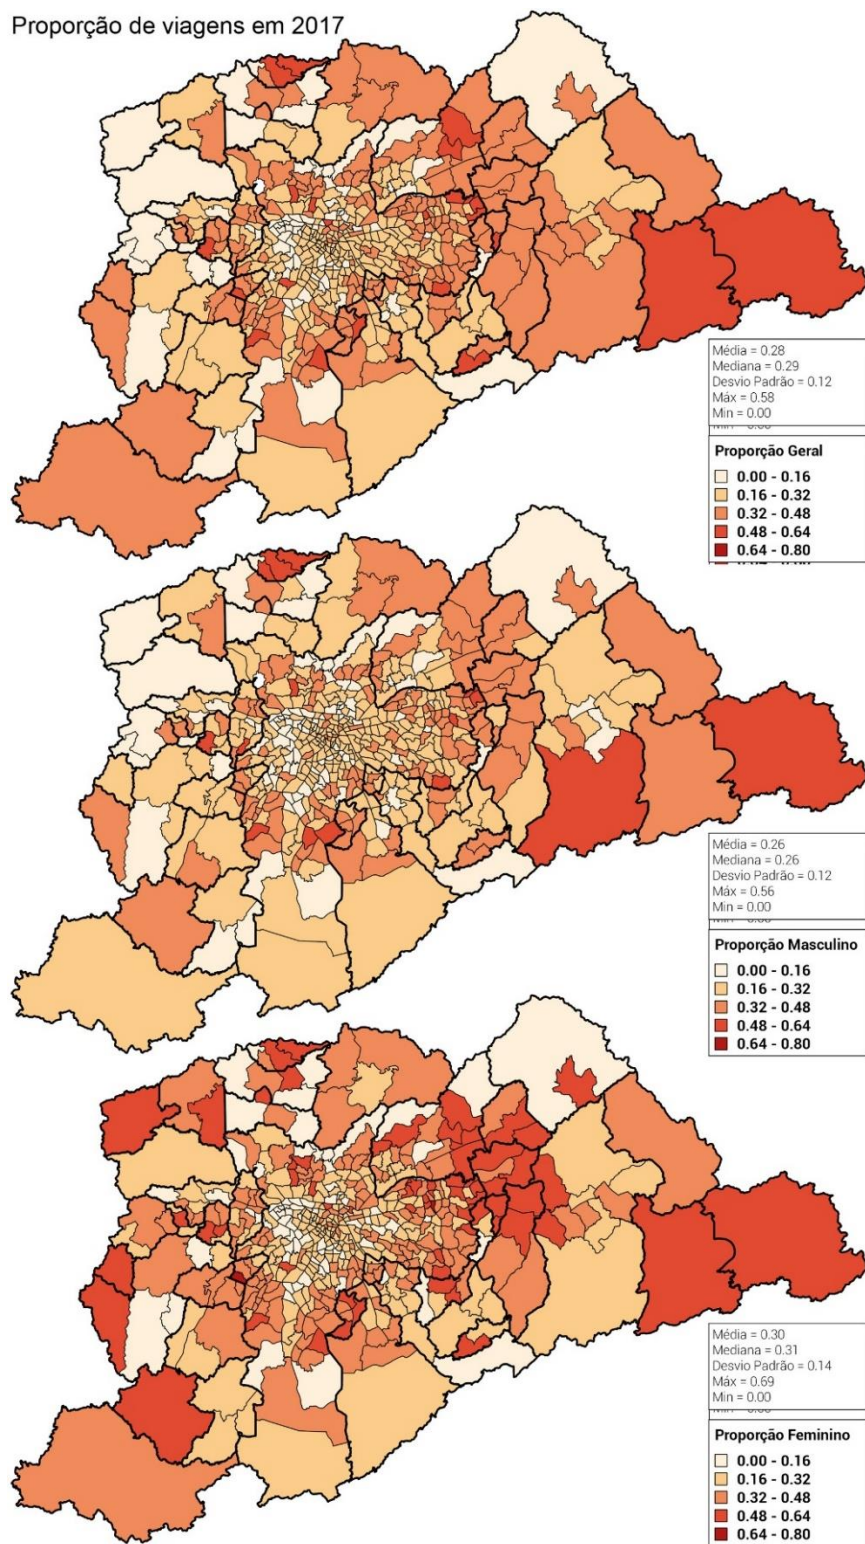 Proporção de viagens em 2017
Média = 0.28
Mediana = 0.29
Desvio Padrão = 0.12
Máx = 0.58
Min = 0.00
Proporção Geral
0.00 - 0.16
0.16 - 0.32
0.32 - 0.48
0.48 - 0.64
0.64 - 0.80
Média = 0.26
Mediana = 0.26
Desvio Padrão = 0.12
Máx = 0.56
Min = 0.00
Proporção Masculino
0.00 - 0.16
0.16 - 0.32
0.32 - 0.48
0.48 - 0.64
0.64 - 0.80
Média = 0.30
Mediana = 0.31
Desvio Padrão = 0.14
Máx = 0.69
Min = 0.00
Proporção Feminino
0.00 - 0.16
0.16 - 0.32
0.32 - 0.48
0.48 - 0.64
0.64 - 0.80